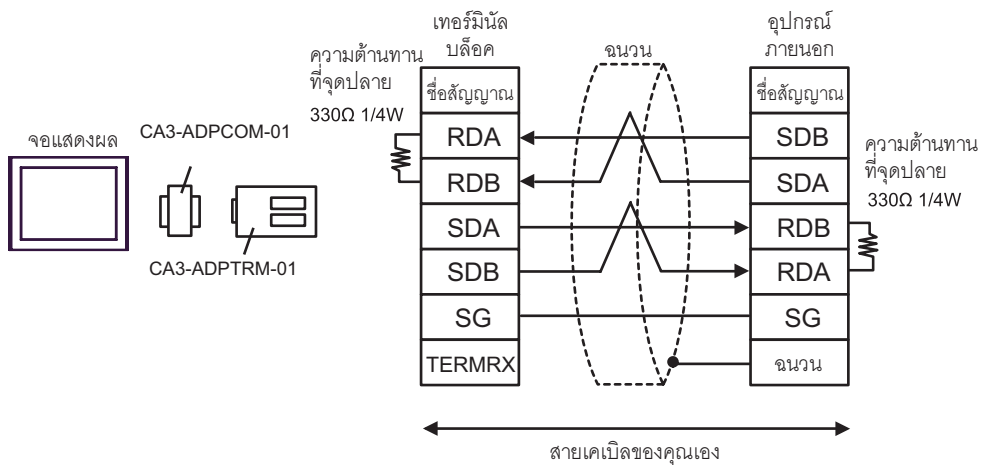 จอแสดงผล
CA3-ADPCOM-01
CA3-ADPTRM-01
ความต้านทาน
ที่จุดปลาย
330Ω 1/4W
เทอร์มินัล
บล็อค
ชื่อสัญญาณ
RDA
RDB
SDA
SDB
SG
TERMRX
ฉนวน
อุปกรณ์
ภายนอก
ชื่อสัญญาณ
SDB
SDA
RDB
RDA
SG
ฉนวน
ความต้านทาน
ที่จุดปลาย
330Ω 1/4W
สายเคเบิลของคุณเอง